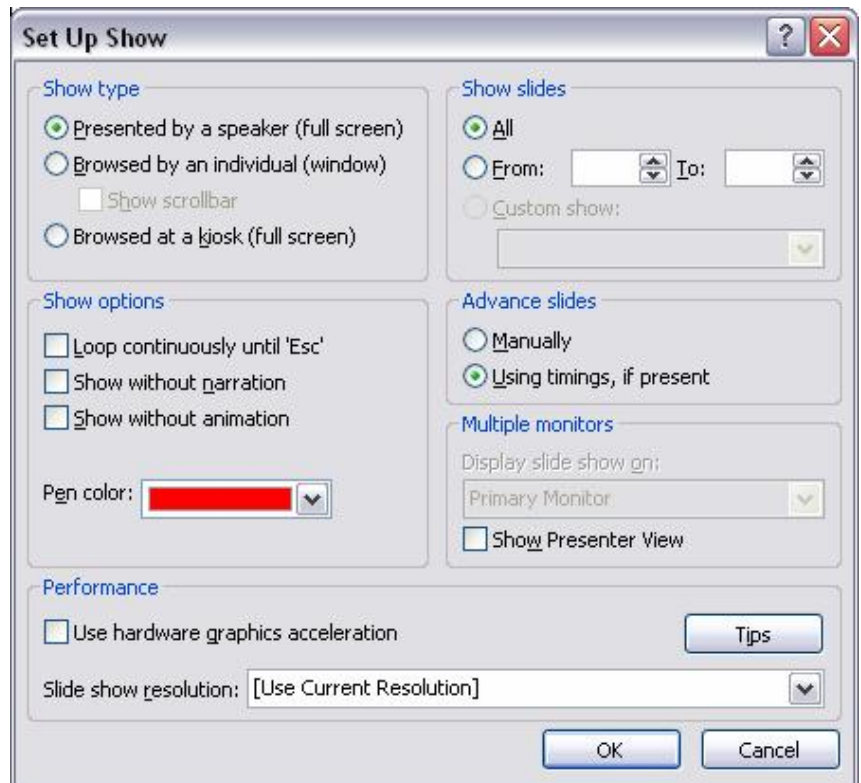 Set Up Show
Show type
Presented by a speaker (full screen)
Browsed by an individual (window)
Show scrollbar
Browsed at a kiosk (full screen)
Show slides
All
From: To:
Custom show:
Show options
Loop continuously until 'Esc'
Show without narration
Show without animation
Pen color:
Advance slides
Manually
Using timings, if present
Multiple monitors
Display slide show on:
Primary Monitor
Show Presenter View
Performance
Use hardware graphics acceleration
Tips
Slide show resolution: [Use Current Resolution]
OK Cancel